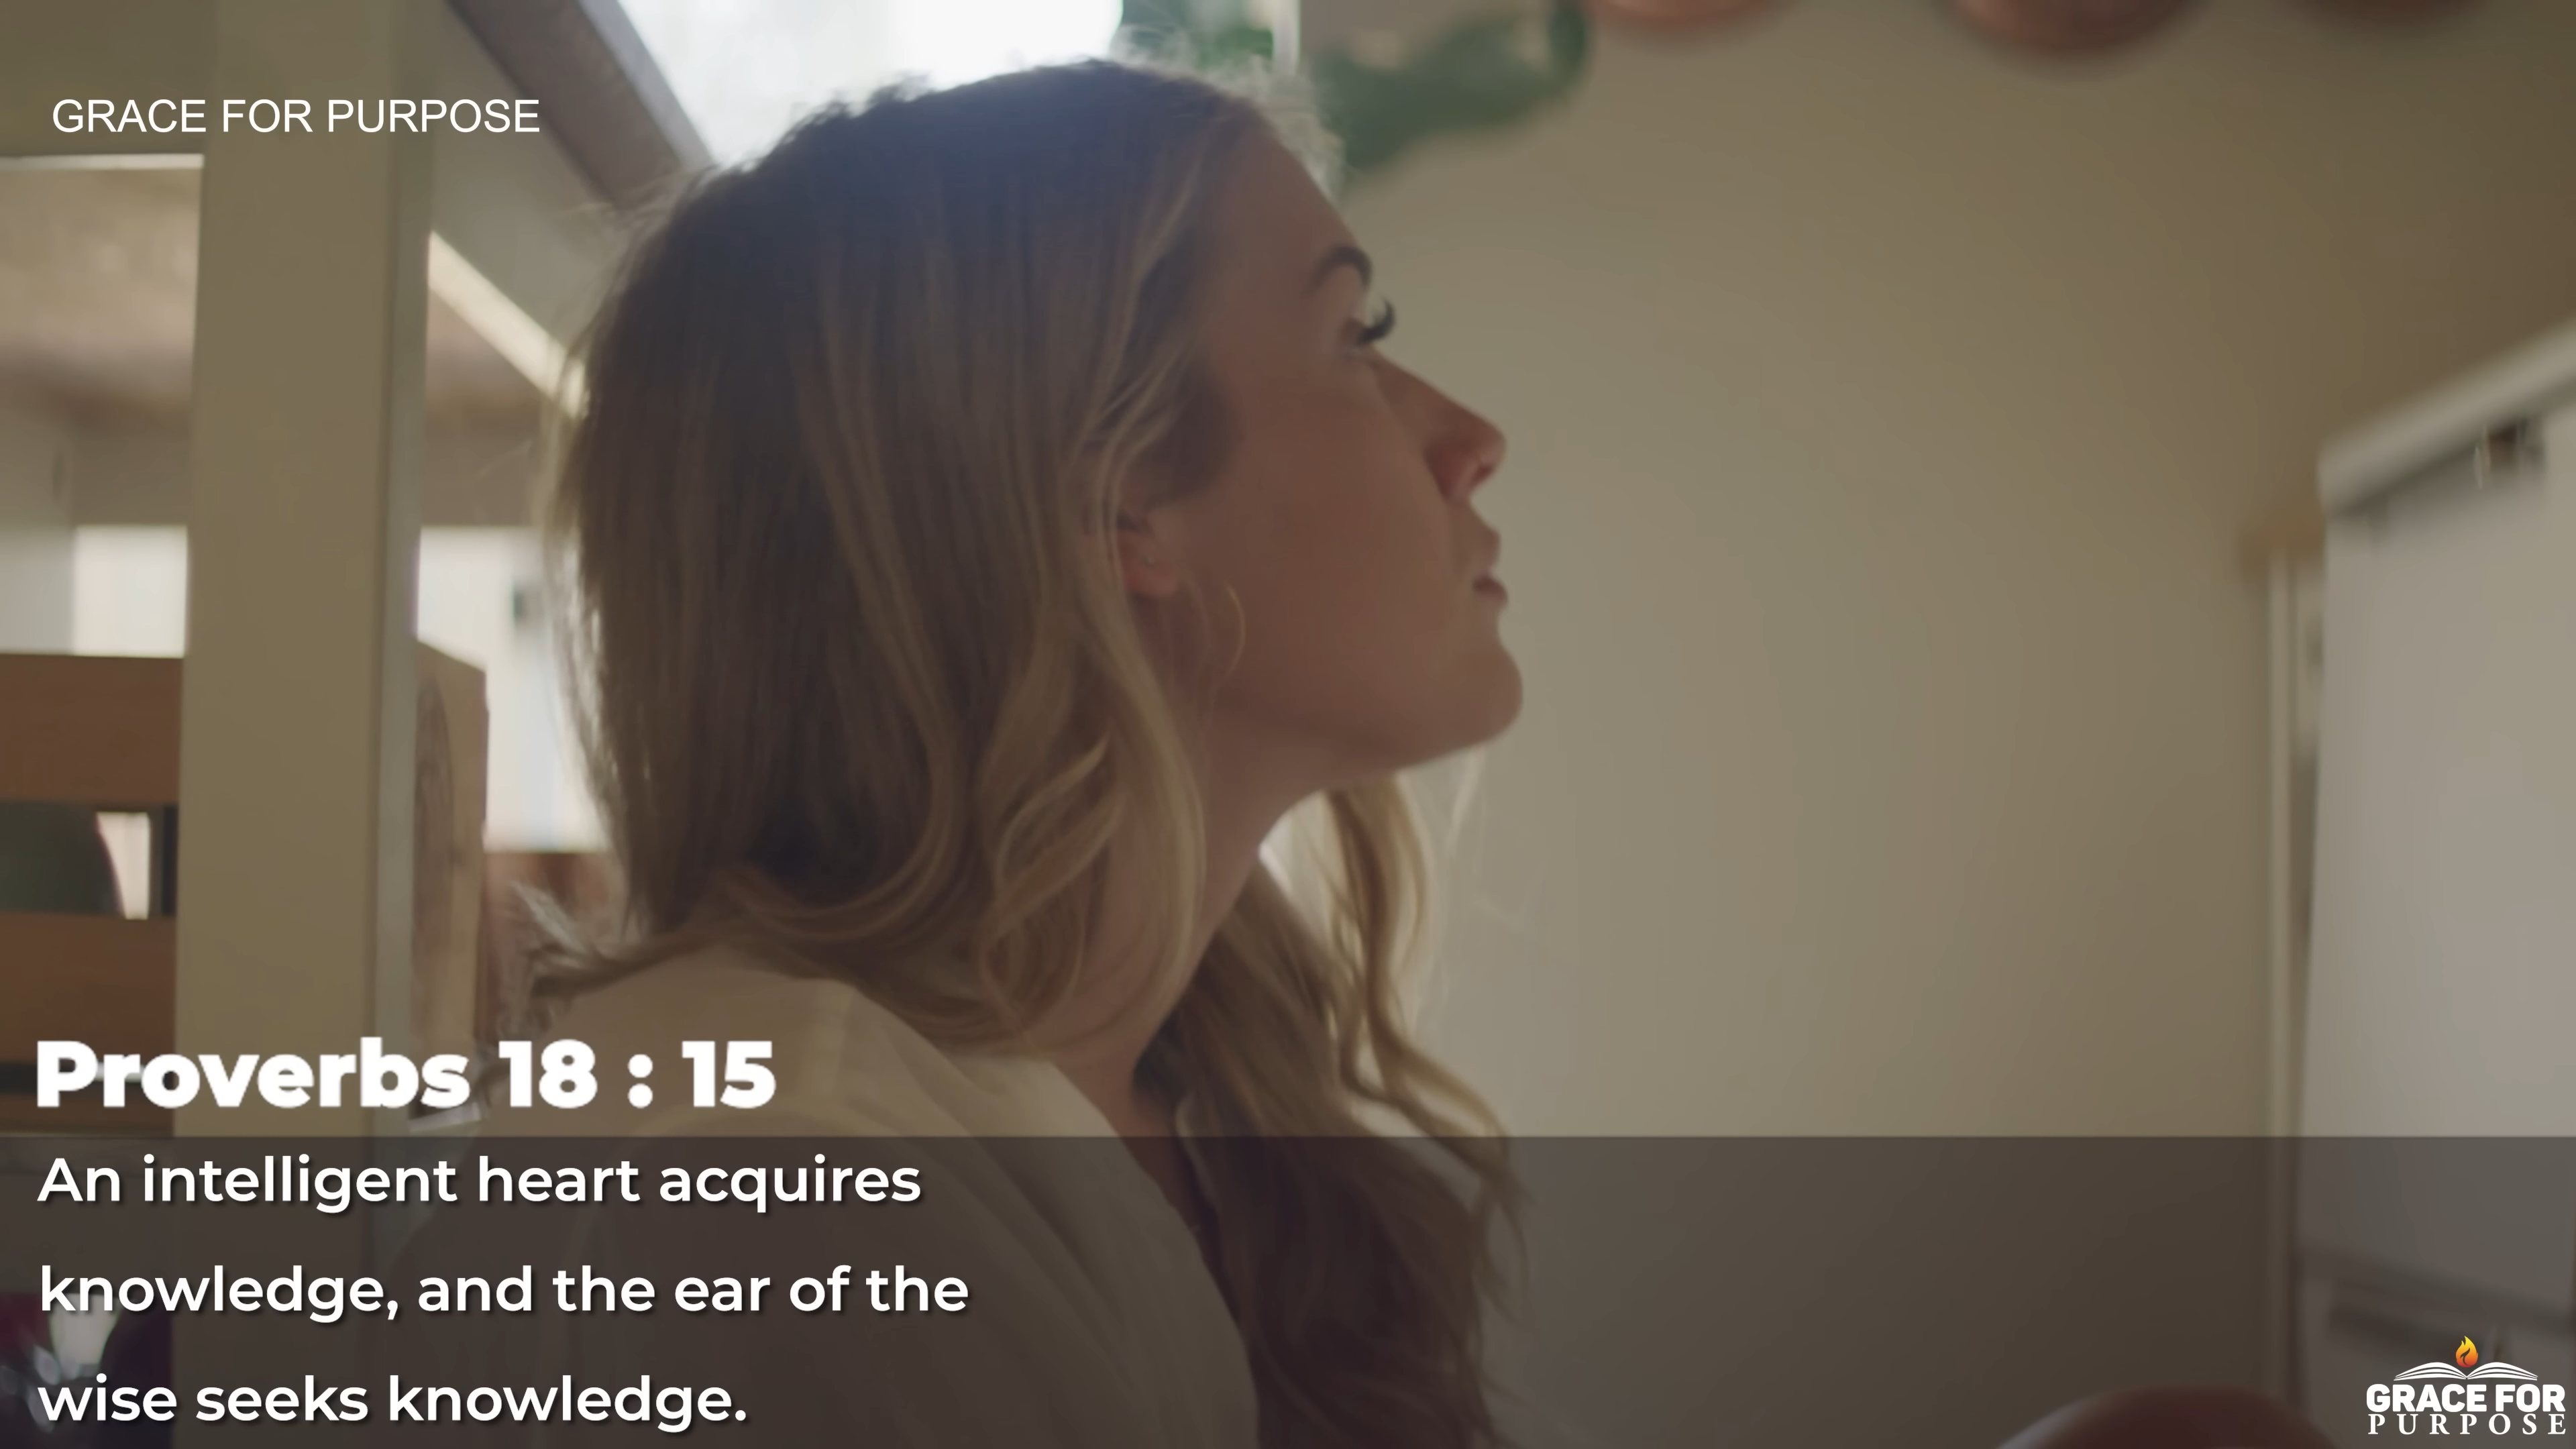 GRACE FOR PURPOSE
Proverbs 18 : 15
An intelligent heart acquires
knowledge, and the ear of the
wise seeks knowledge.
GRACE FOR
PURPOSE